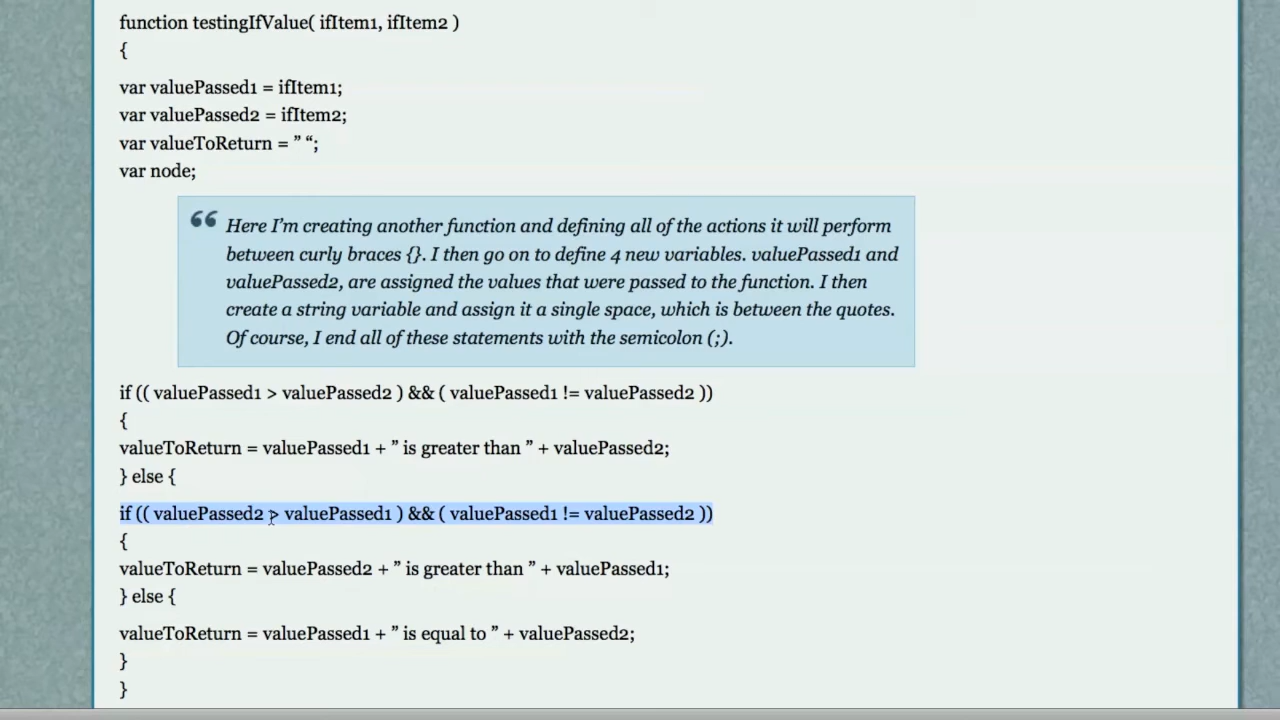 function testingIfValue( ifItem1, ifItem2 )
{
var valuePassed1 = ifItem1;
var valuePassed2 = ifItem2;
var valueToReturn = ” “;
var node;
“ Here I’m creating another function and defining all of the actions it will perform
between curly braces {}. I then go on to define 4 new variables. valuePassed1 and
valuePassed2, are assigned the values that were passed to the function. I then
create a string variable and assign it a single space, which is between the quotes.
Of course, I end all of these statements with the semicolon (;).
if (( valuePassed1 > valuePassed2 ) && ( valuePassed1 != valuePassed2 ))
{
valueToReturn = valuePassed1 + ” is greater than ” + valuePassed2;
} else {
if (( valuePassed2 > valuePassed1 ) && ( valuePassed1 != valuePassed2 ))
{
valueToReturn = valuePassed2 + ” is greater than ” + valuePassed1;
} else {
valueToReturn = valuePassed1 + ” is equal to ” + valuePassed2;
}
}